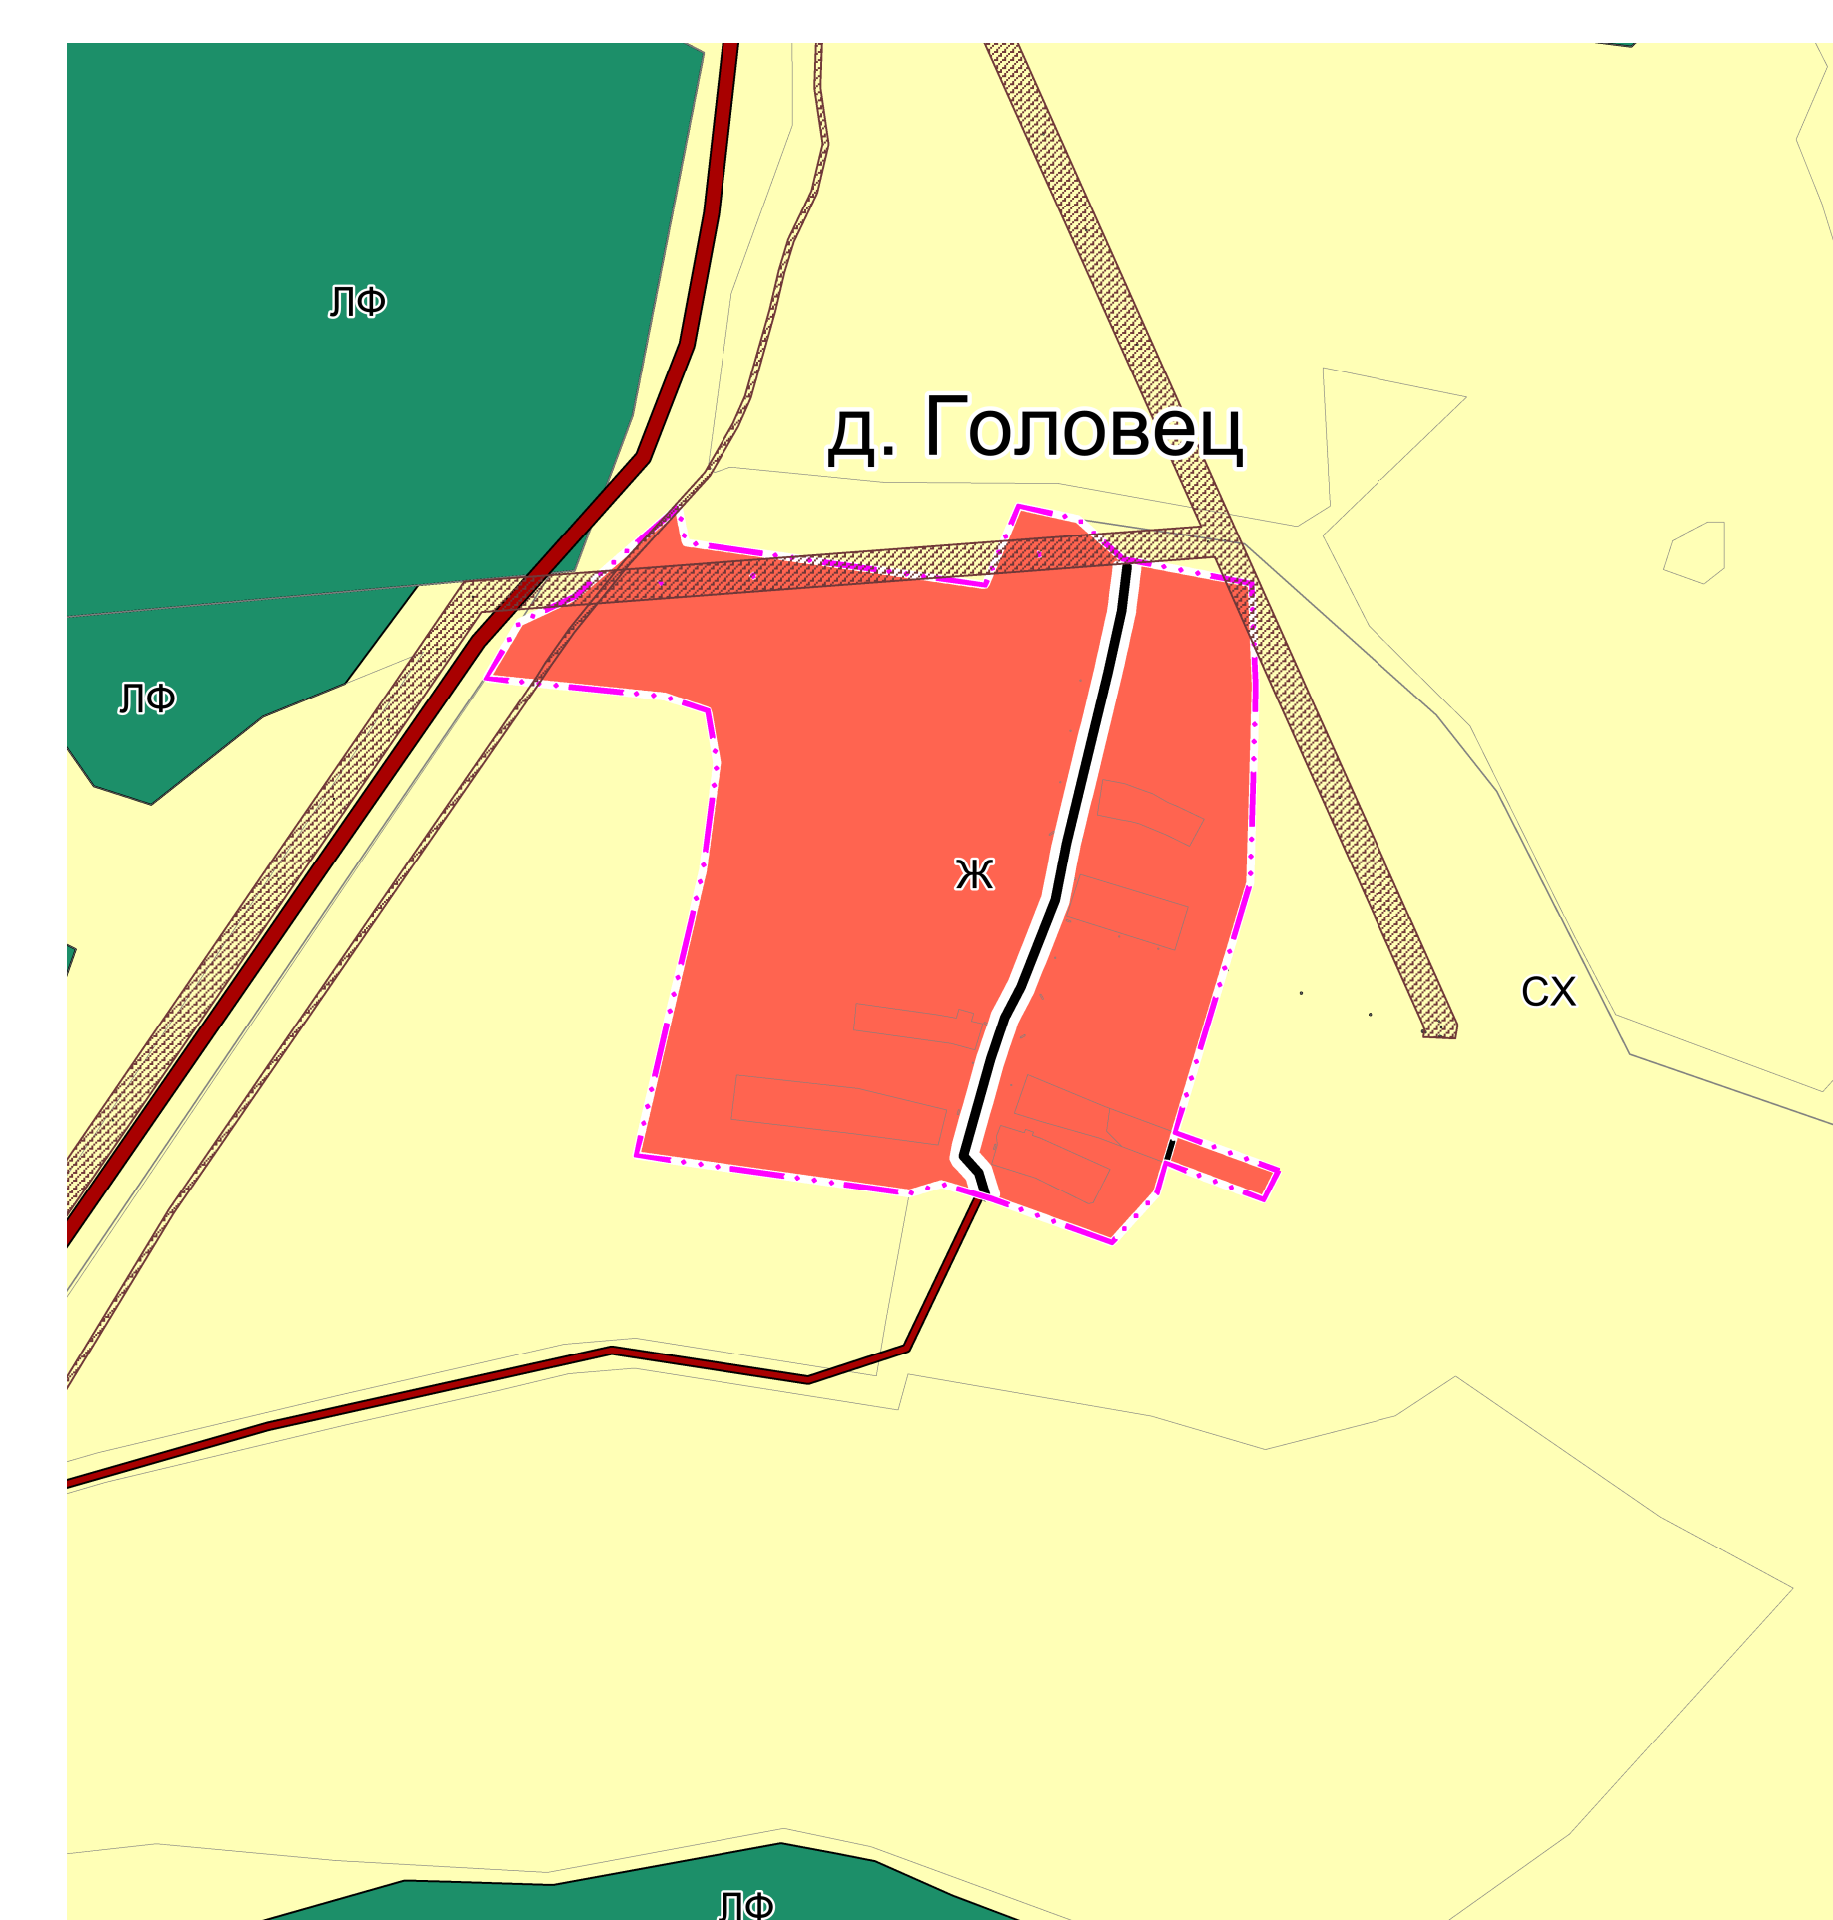 ЛФ
д. Головец
ЛФ
Ж
СХ
ЛФ